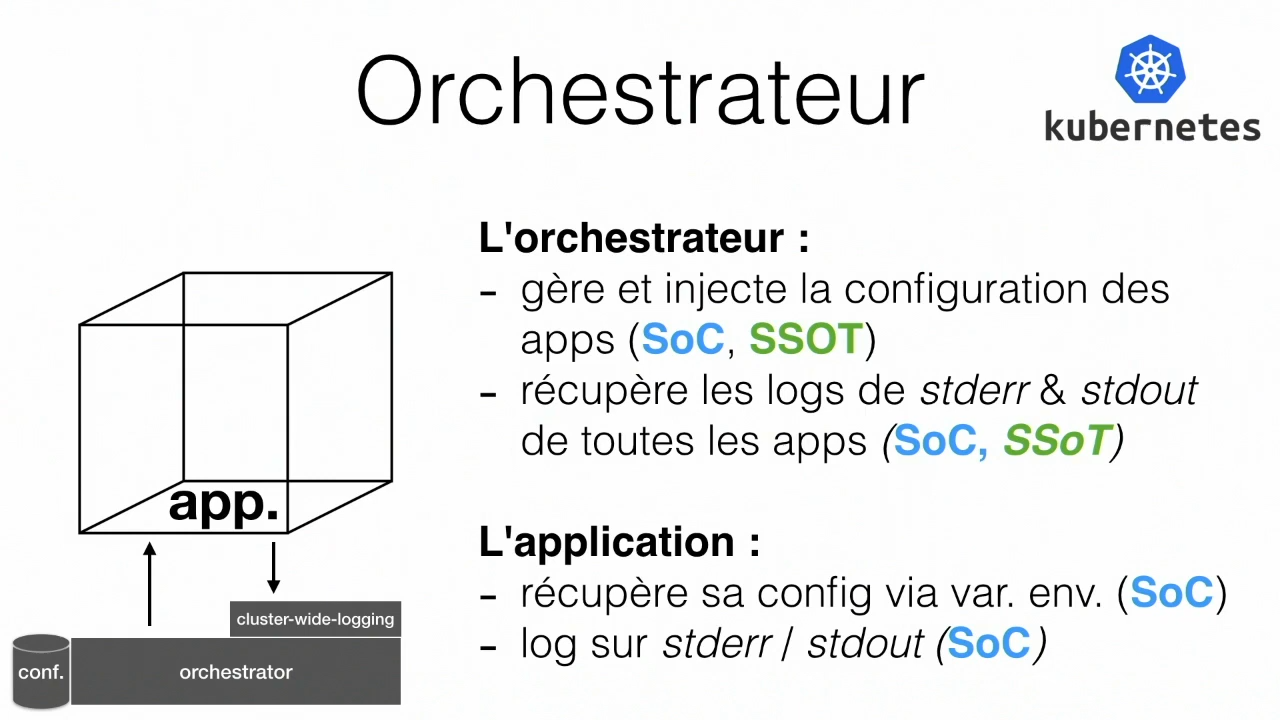 Orchestrateur
kubernetes
L'orchestrateur :
- gère et injecte la configuration des
apps (SoC, SSOT)
- récupère les logs de stderr & stdout
de toutes les apps (SoC, SSoT)
L'application :
- récupère sa config via var. env. (SoC)
- log sur stderr / stdout (SoC)
app.
cluster-wide-logging
conf.
orchestrator